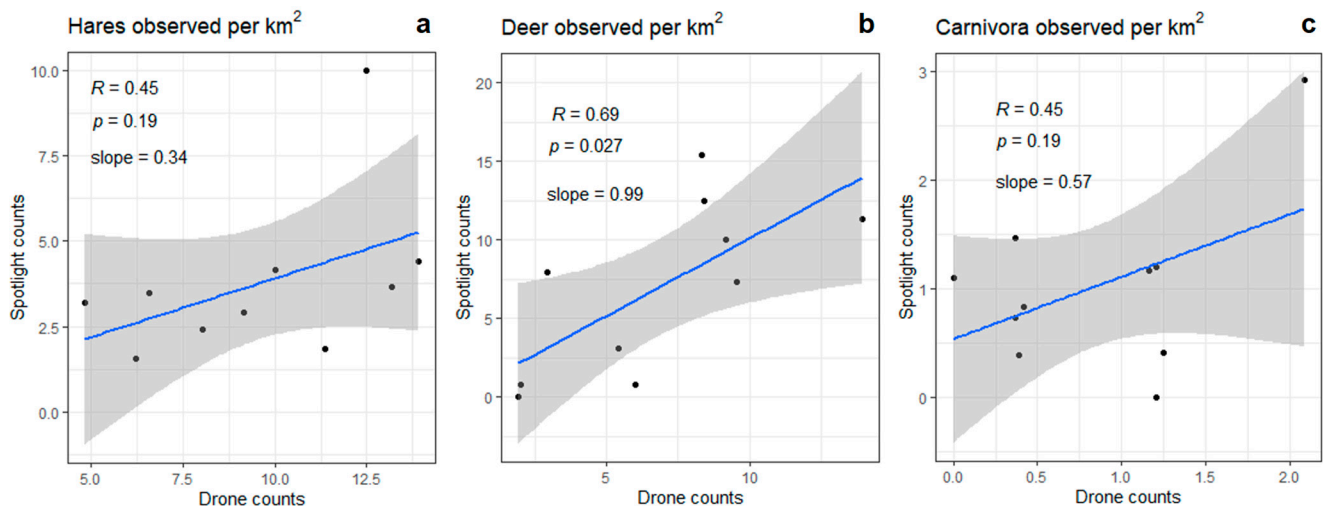 Hares observed per km² a
R = 0.45
p = 0.19
slope = 0.34
10.0
7.5
5.0
2.5
0.0
Spotlight counts
5.0 7.5 10.0 12.5
Drone counts
Deer observed per km² b
R = 0.69
p = 0.027
slope = 0.99
20
15
10
5
0
Spotlight counts
5 10
Drone counts
Carnivora observed per km² c
R = 0.45
p = 0.19
slope = 0.57
3
2
1
0
Spotlight counts
0.0 0.5 1.0 1.5 2.0
Drone counts